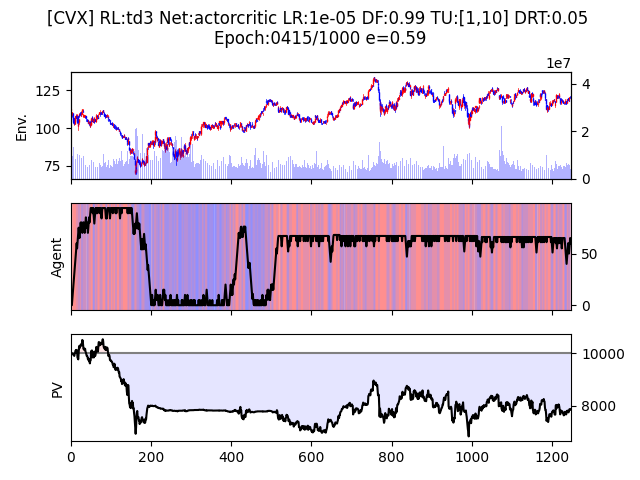 [CVX] RL:td3 Net:actorcritic LR:1e-05 DF:0.99 TU:[1,10] DRT:0.05
Epoch:0415/1000 e=0.59
1e7
125
100
75
Env.
4
2
0
Agent
50
0
PV
10000
8000
0
200
400
600
800
1000
1200